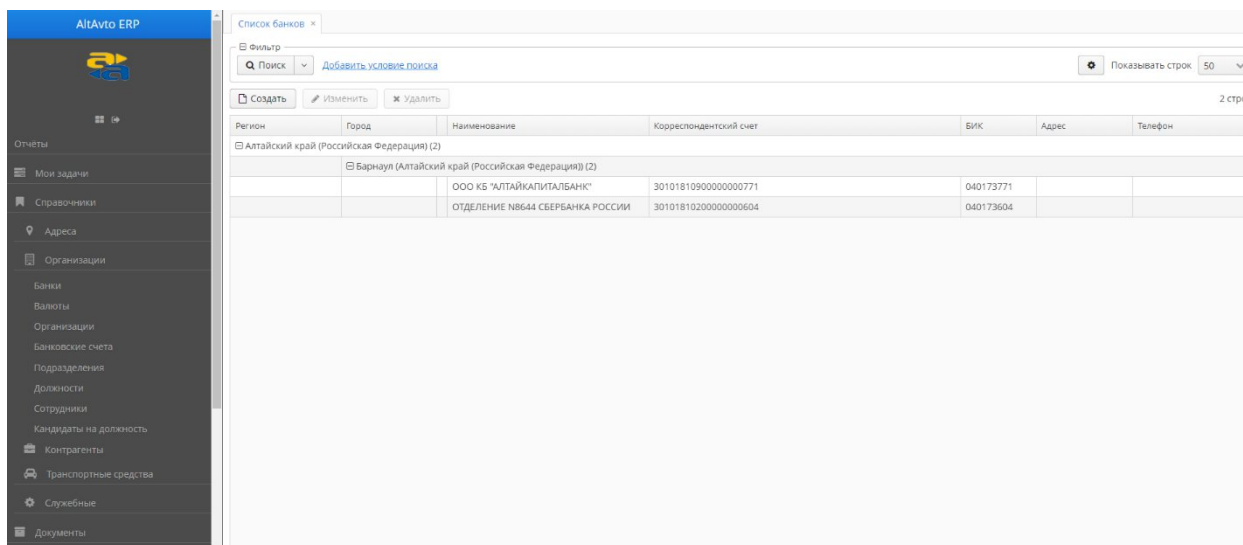 AltAvto ERP
Отчёты
Мои задачи
Справочники
Адреса
Организации
Банки
Валюты
Организации
Банковские счета
Подразделения
Должности
Сотрудники
Кандидаты на должность
Контрагенты
Транспортные средства
Служебные
Документы
Список банков ×
Фильтр
Поиск Добавить условие поиска Показывать строк 50
Создать Изменить Удалить 2 стр
Регион Город Наименование Корреспондентский счет БИК Адрес Телефон
Алтайский край (Российская Федерация) (2)
Барнаул (Алтайский край (Российская Федерация)) (2)
ООО КБ "АЛТАЙКАПИТАЛБАНК" 30101810900000000771 040173771
ОТДЕЛЕНИЕ N8644 СБЕРБАНКА РОССИИ 30101810200000000604 040173604